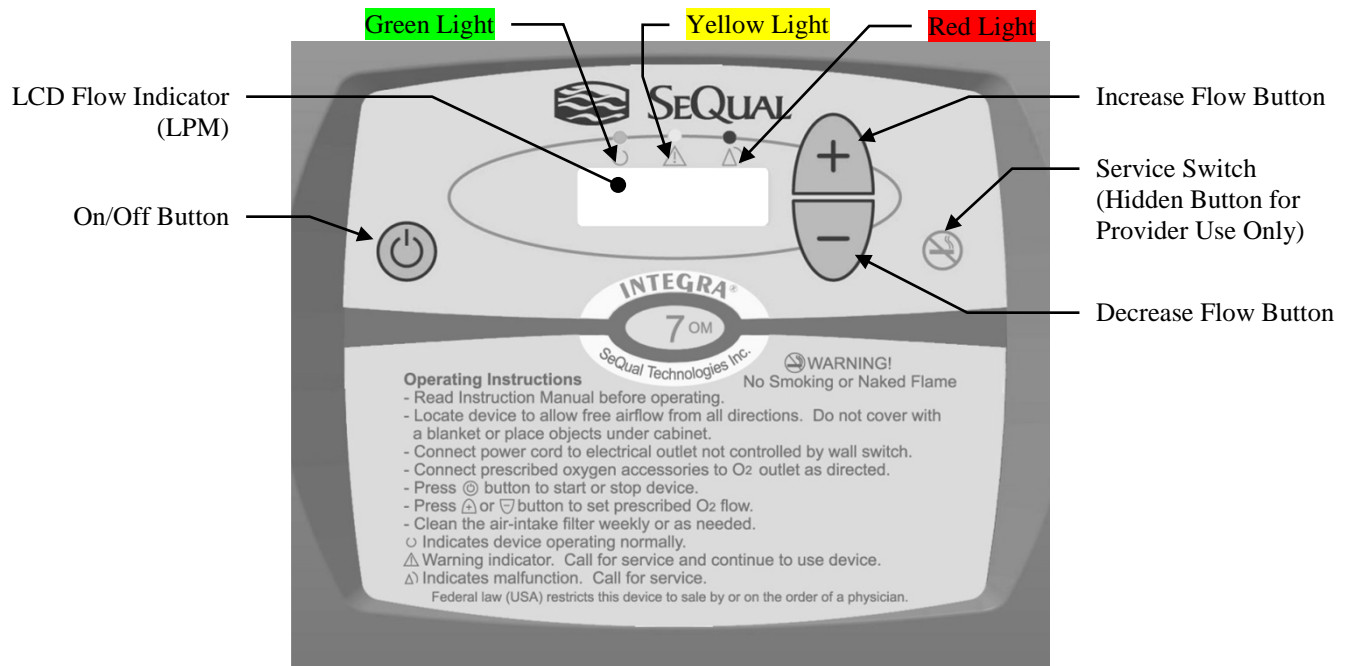 Green Light
Yellow Light
Red Light
LCD Flow Indicator
(LPM)
On/Off Button
Increase Flow Button
Service Switch
(Hidden Button for
Provider Use Only)
Decrease Flow Button
SEQUAL
INTEGRA®
7 OM
SeQual Technologies Inc.
WARNING!
No Smoking or Naked Flame
Operating Instructions
- Read Instruction Manual before operating.
- Locate device to allow free airflow from all directions. Do not cover with
a blanket or place objects under cabinet.
- Connect power cord to electrical outlet not controlled by wall switch.
- Connect prescribed oxygen accessories to O2 outlet as directed.
- Press button to start or stop device.
- Press + or - button to set prescribed O2 flow.
- Clean the air-intake filter weekly or as needed.
Indicates device operating normally.
Warning indicator. Call for service and continue to use device.
Indicates malfunction. Call for service.
Federal law (USA) restricts this device to sale by or on the order of a physician.